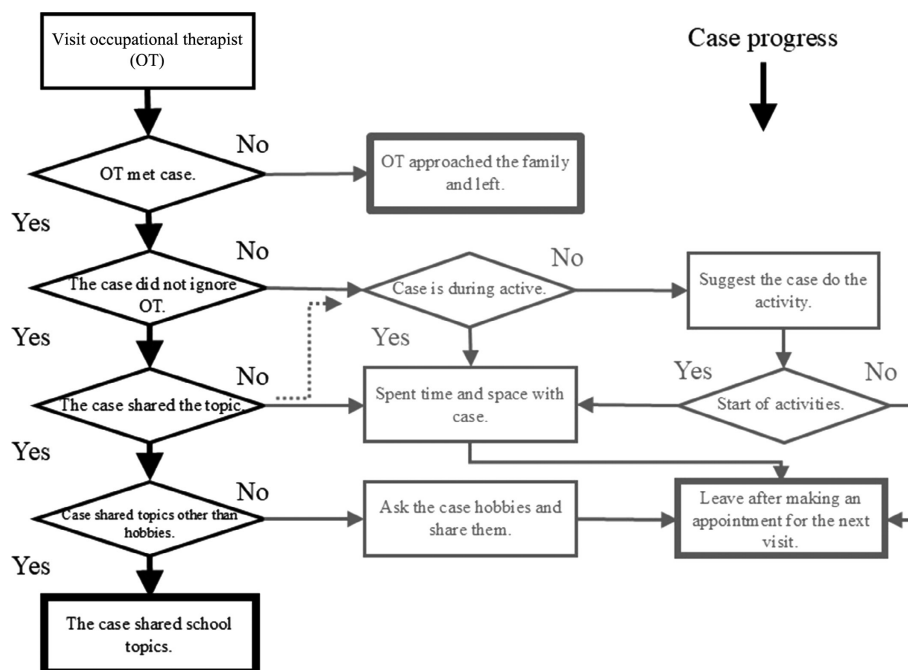 Visit occupational therapist
(OT)
Case progress
No
OT met case.
OT approached the family
and left.
Yes
No
The case did not ignore
OT.
Case is during active.
No
Suggest the case do the
activity.
Yes
No
Yes
Yes
No
The case shared the topic.
Spent time and space with
case.
Start of activities.
Yes
No
Case shared topics other than
hobbies.
Ask the case hobbies and
share them.
Leave after making an
appointment for the next
visit.
Yes
The case shared school
topics.